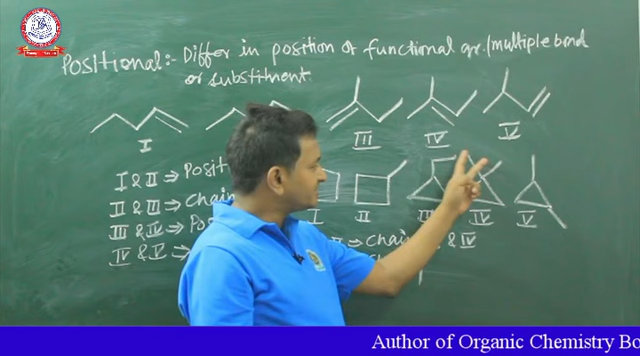 Positional:- Differ in position of functional gr./multiple bond
or substituent.
I
III
IV
V
I & II ⇒ Posit
II & III ⇒ Chain
III & IV ⇒ Pos
IV & V ⇒
I
II
III
IV
V
⇒ Chain
& IV
Author of Organic Chemistry Bo